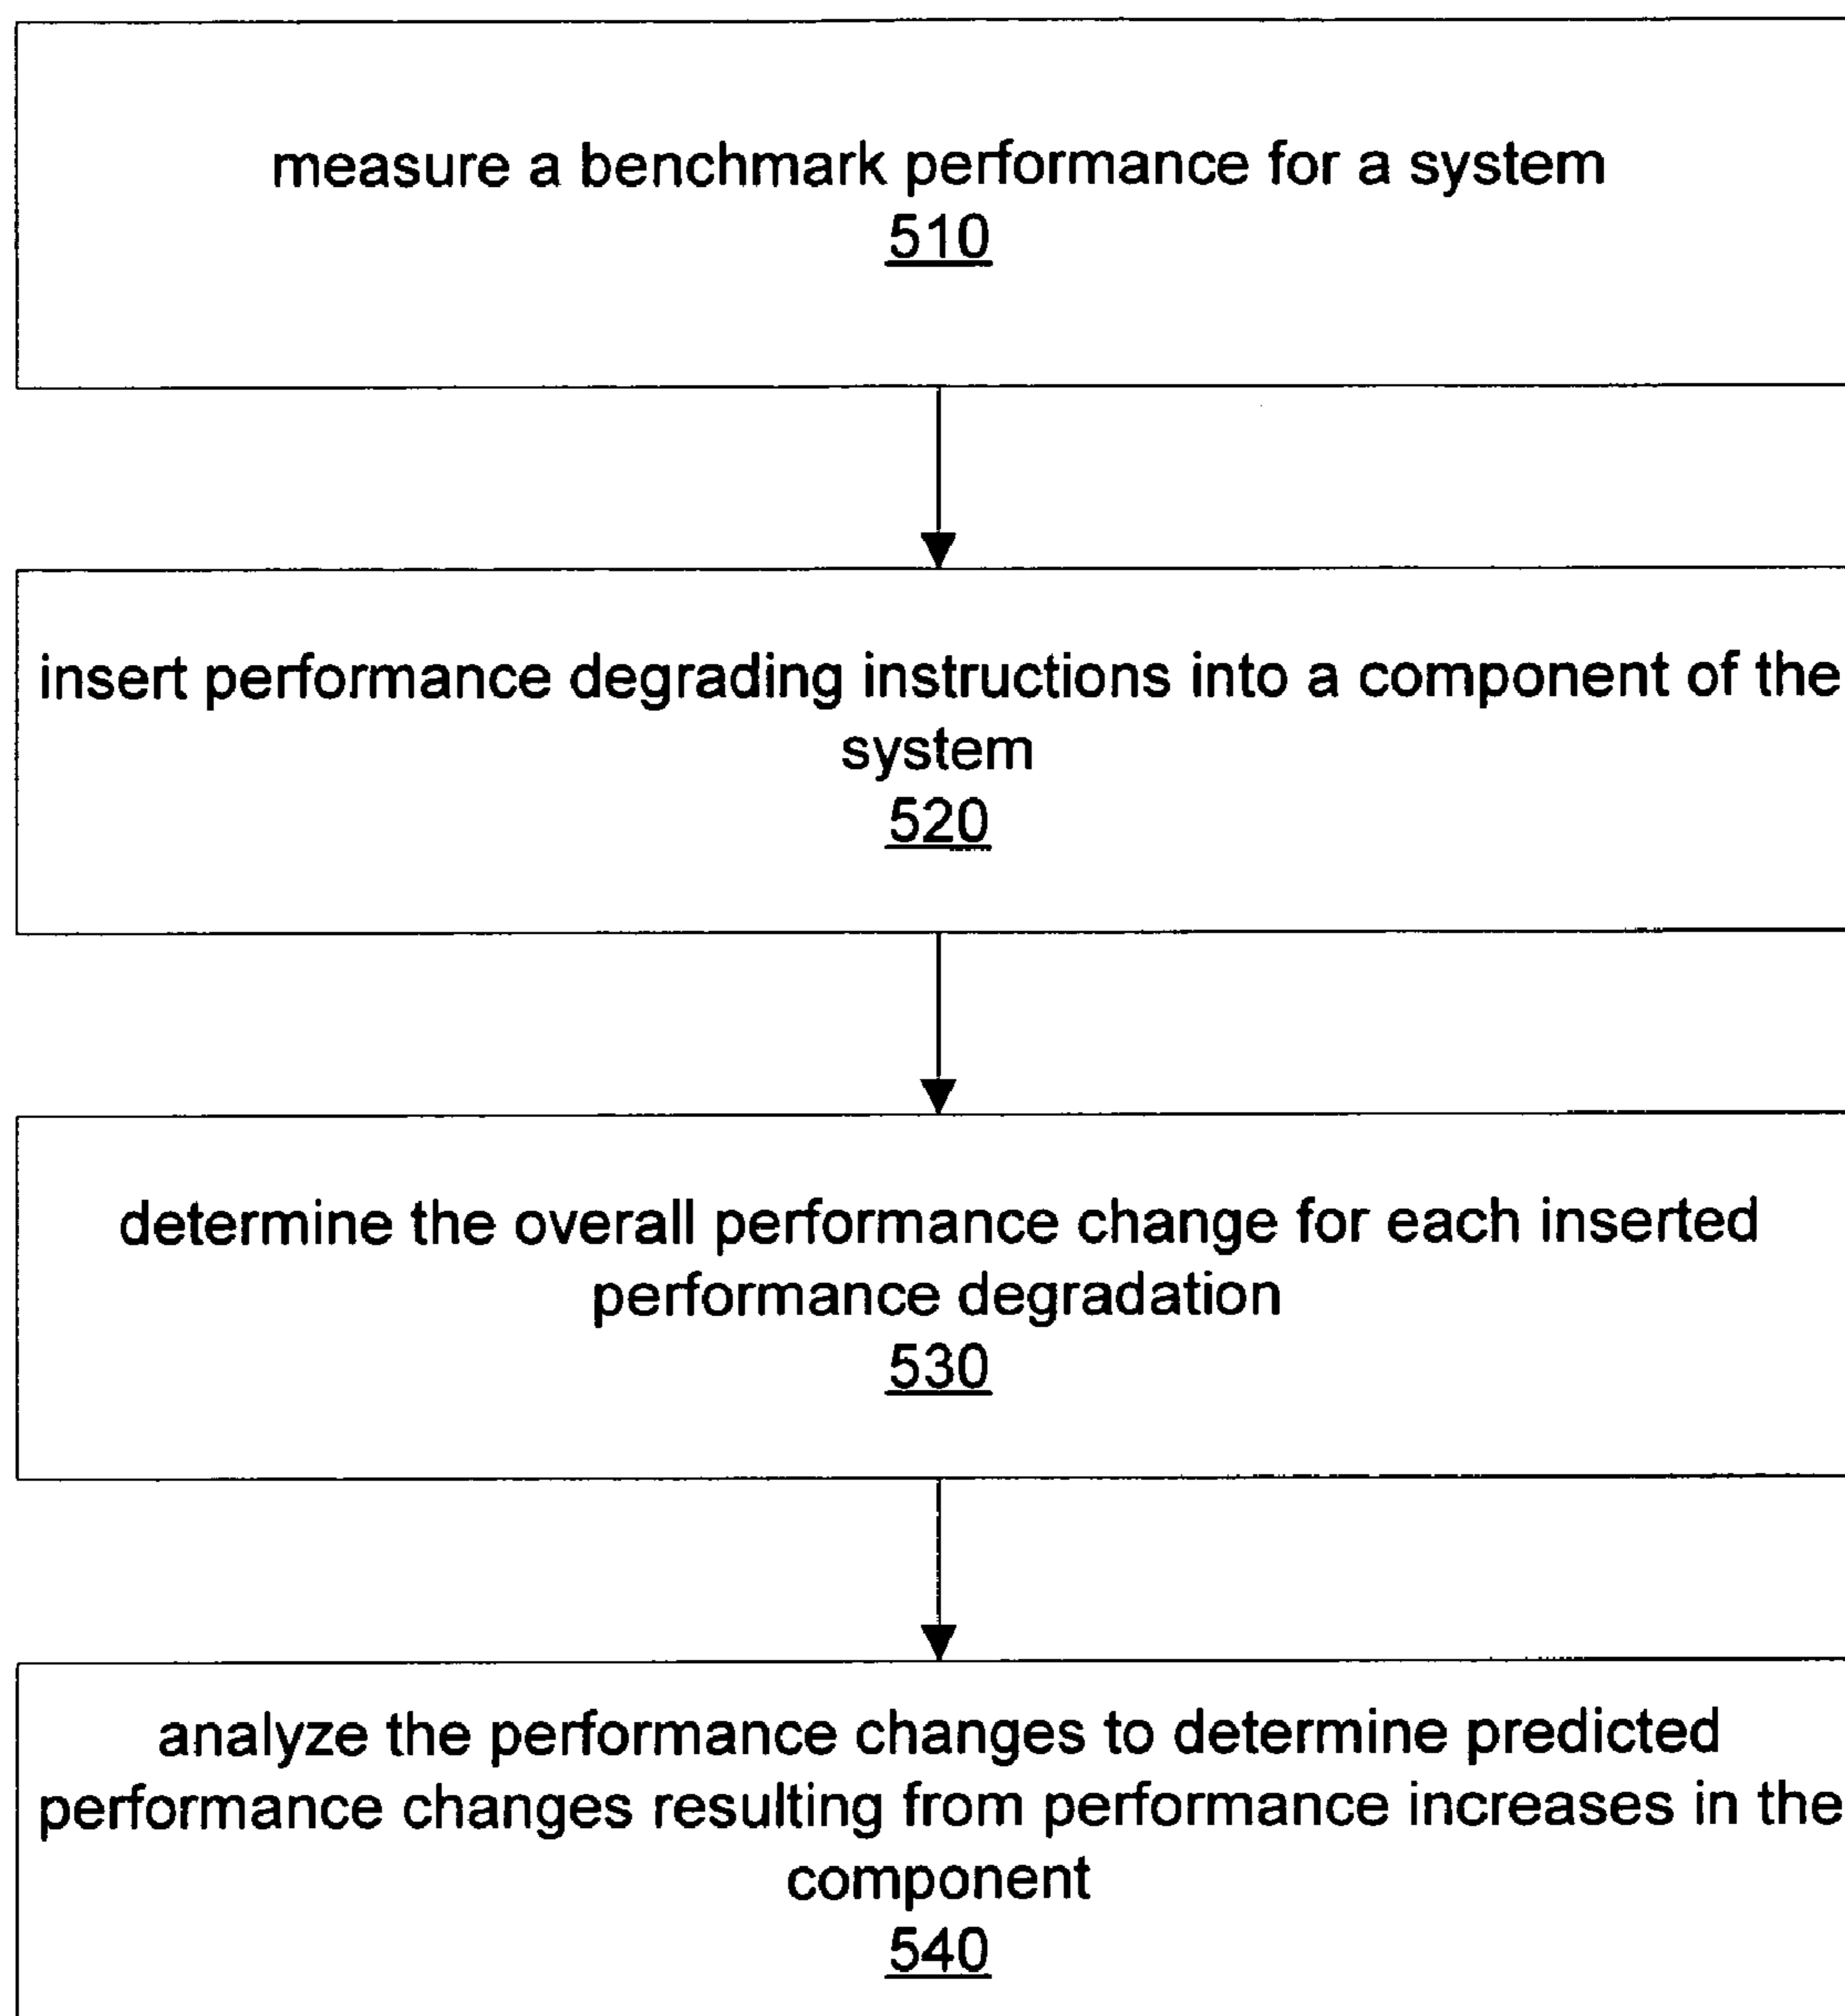 measure a benchmark performance for a system
510
insert performance degrading instructions into a component of the
system
520
determine the overall performance change for each inserted
performance degradation
530
analyze the performance changes to determine predicted
performance changes resulting from performance increases in the
component
540